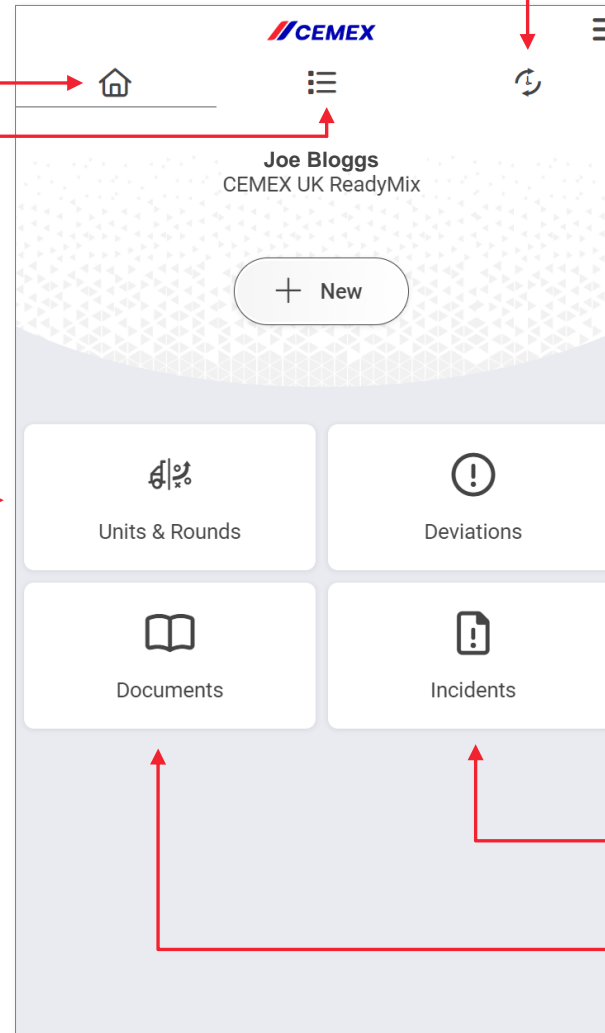 CEMEX
Joe Bloggs
CEMEX UK ReadyMix
New
Units & Rounds
Deviations
Documents
Incidents